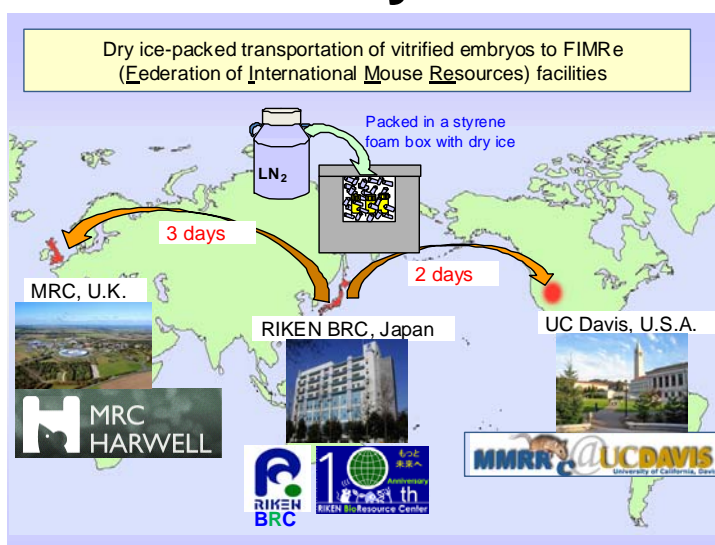 Dry ice-packed transportation of vitrified embryos to FIMRe
(Federation of International Mouse Resources) facilities
Packed in a styrene
foam box with dry ice
LN2
3 days
2 days
MRC, U.K.
RIKEN BRC, Japan
UC Davis, U.S.A.
MRC
HARWELL
RIKEN
BRC
もっと
未来へ
10th
Anniversary
RIKEN BioResource Center
MMRRC@UCDAVIS
University of California, Davis